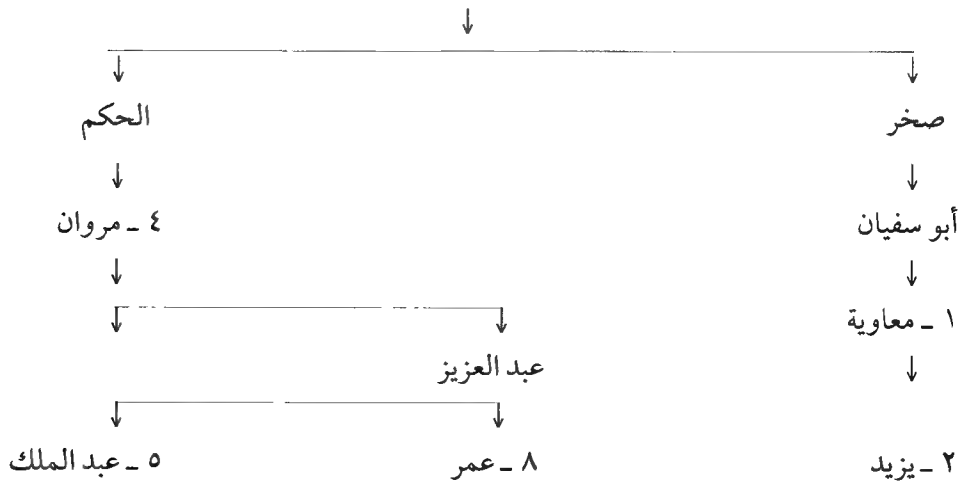 صخر الحكم
أبو سفيان ٤ ـ مروان
١ ـ معاوية
عبد العزيز
٢ ـ يزيد ٨ ـ عمر ٥ ـ عبد الملك